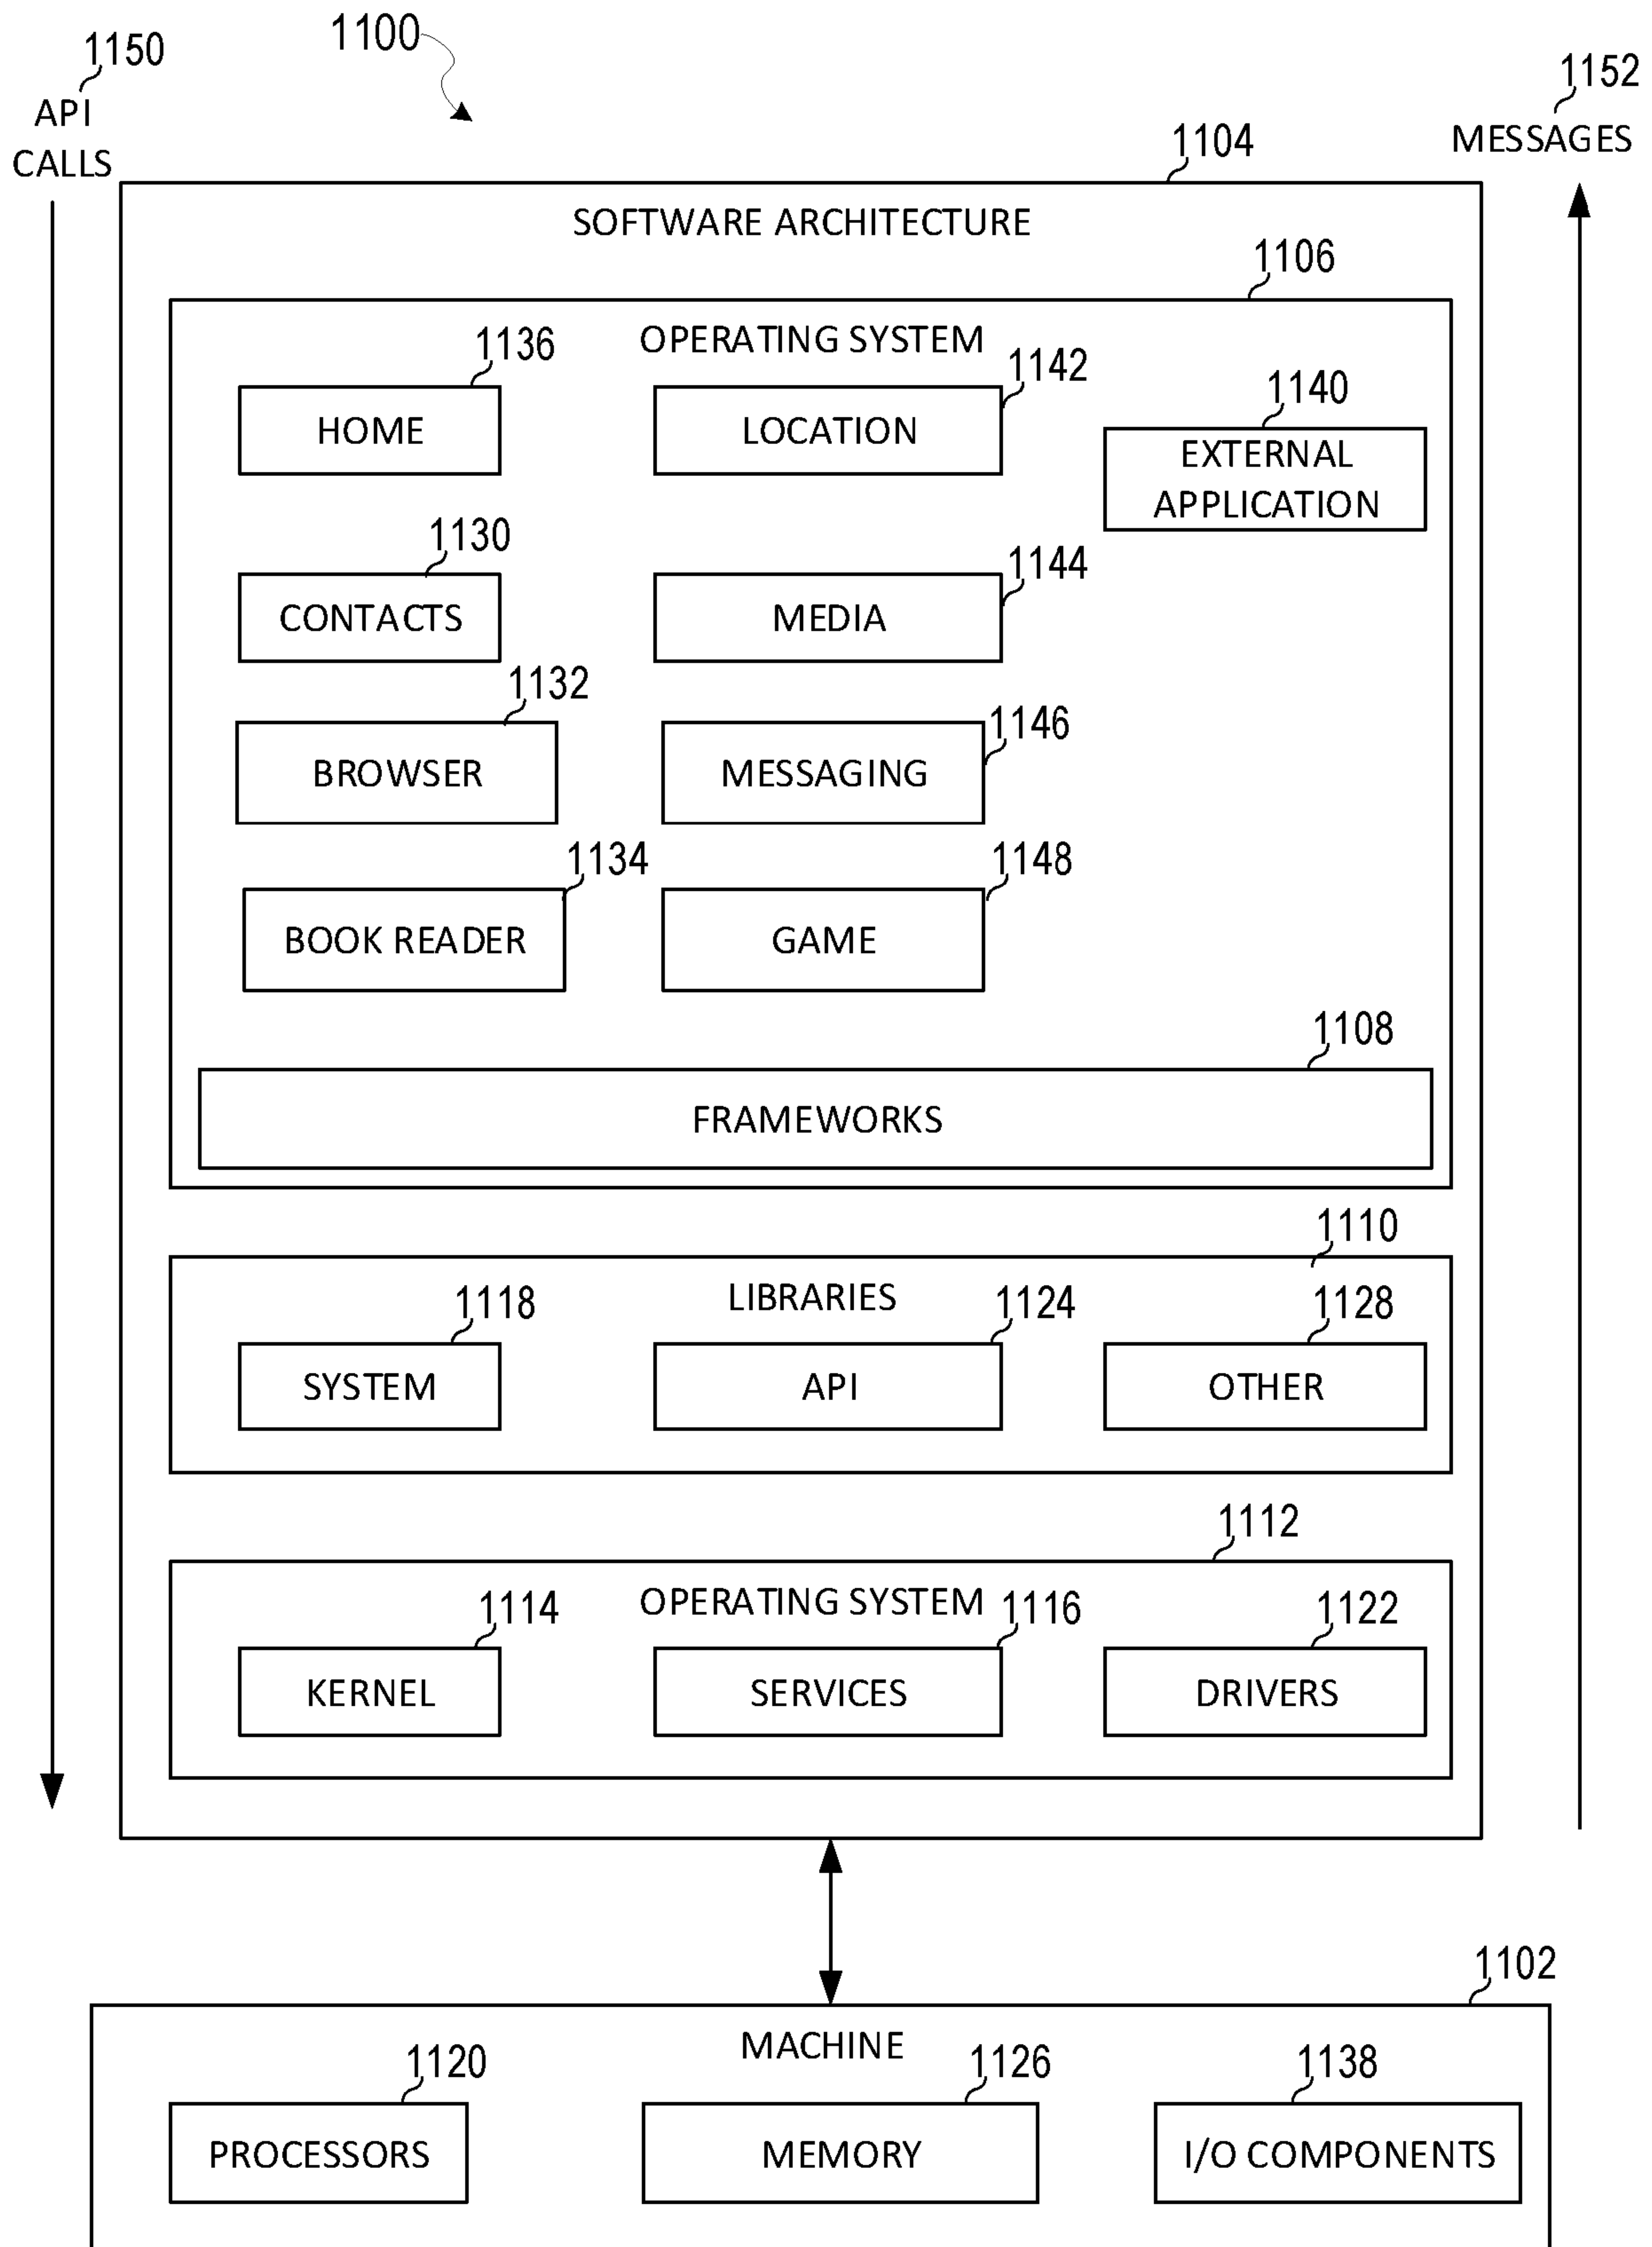 1100
1150
API
CALLS
1152
MESSAGES
1104
SOFTWARE ARCHITECTURE
1106
OPERATING SYSTEM
1136
HOME
1142
LOCATION
1140
EXTERNAL
APPLICATION
1130
CONTACTS
1144
MEDIA
1132
BROWSER
1146
MESSAGING
1134
BOOK READER
1148
GAME
1108
FRAMEWORKS
1110
LIBRARIES
1118
SYSTEM
1124
API
1128
OTHER
1112
OPERATING SYSTEM
1114
KERNEL
1116
SERVICES
1122
DRIVERS
1102
MACHINE
1120
PROCESSORS
1126
MEMORY
1138
I/O COMPONENTS